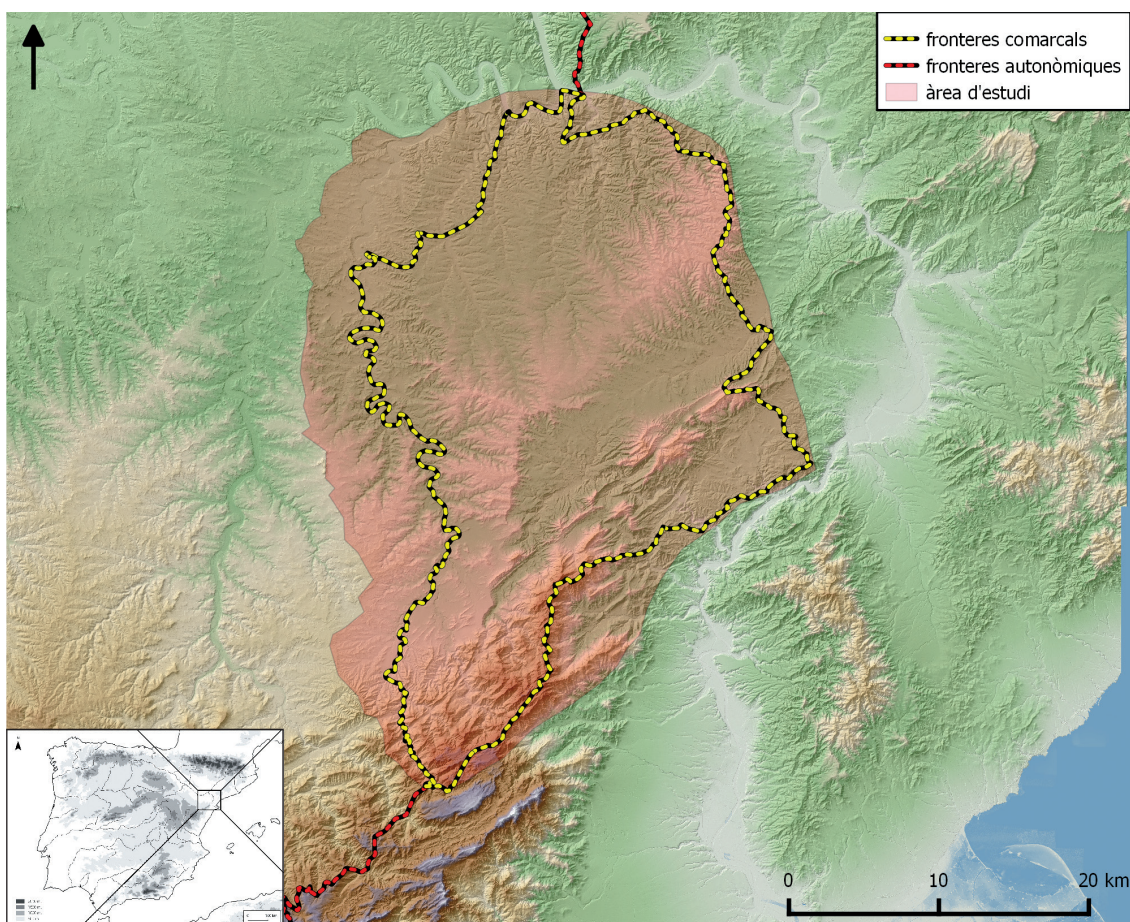 fronteres comarcals
fronteres autonòmiques
àrea d'estudi
0 10 20 km